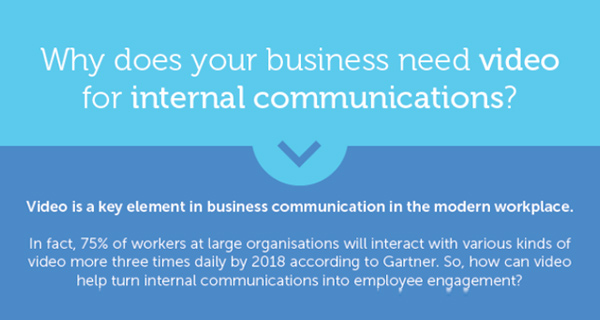 Why does your business need video
for internal communications?
Video is a key element in business communication in the modern workplace.
In fact, 75% of workers at large organisations will interact with various kinds of
video more three times daily by 2018 according to Gartner. So, how can video
help turn internal communications into employee engagement?